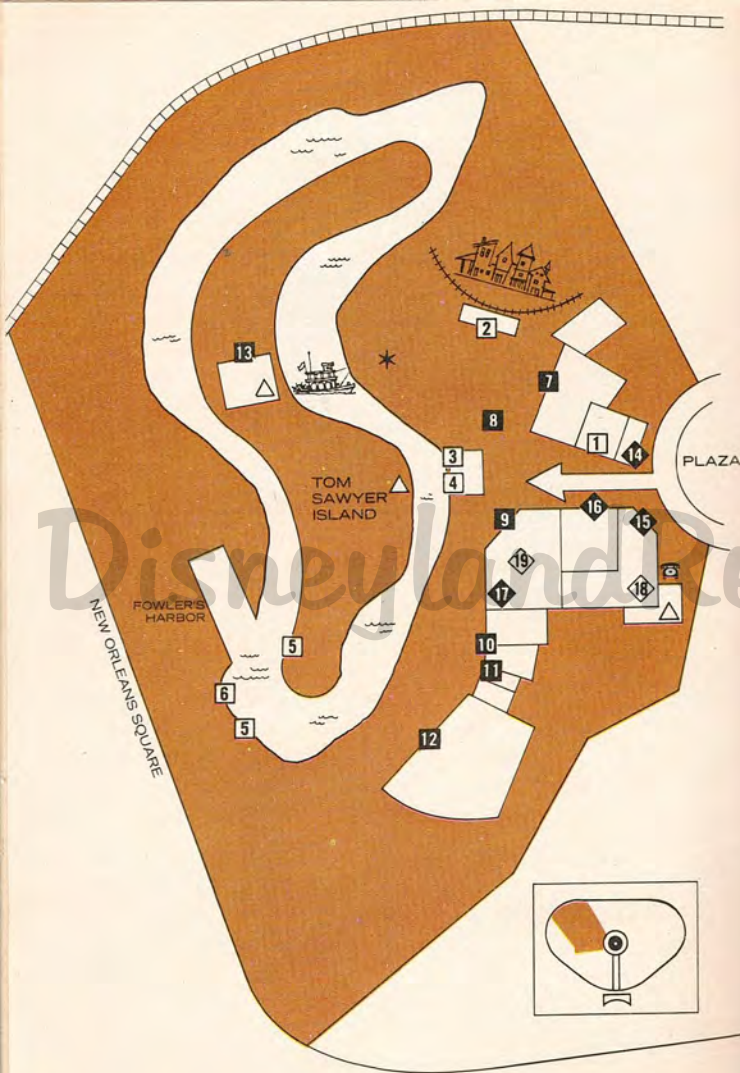 13
2
7
8
1
14
3
4
PLAZA
TOM
SAWYER
ISLAND
16
9
15
19
18
17
DisneylandRe
FOWLER'S
HARBOR
NEW ORLEANS SQUARE
5
10
11
6
5
12